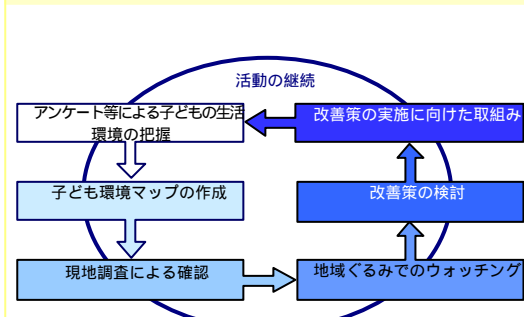 活動の継続
アンケート等による子どもの生活
環境の把握
改善策の実施に向けた取組み
子ども環境マップの作成
改善策の検討
現地調査による確認
地域ぐるみでのウォッチング